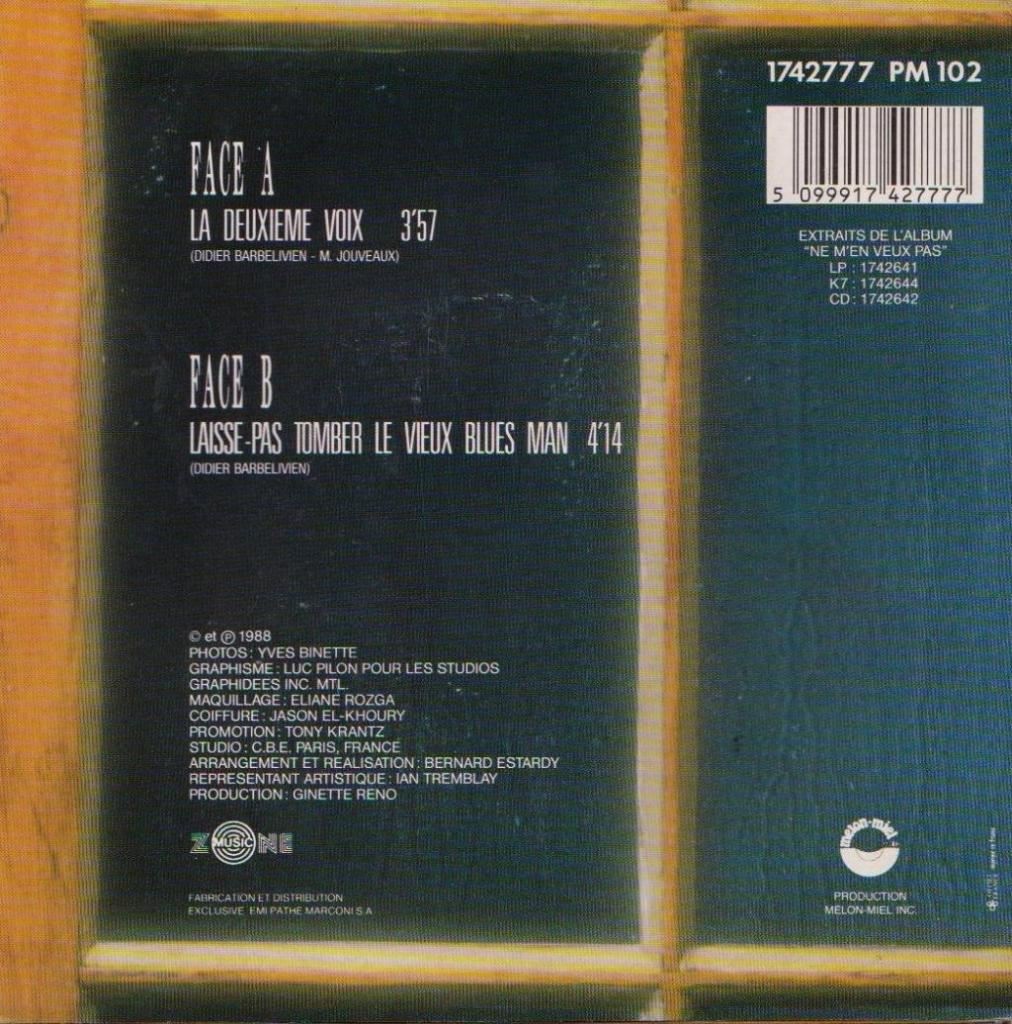 1742777 PM 102
5 099917 427777
EXTRAITS DE L'ALBUM
"NE M'EN VEUX PAS"
LP : 1742641
K7 : 1742644
CD : 1742642
FACE A
LA DEUXIEME VOIX 3'57
(DIDIER BARBELIVIEN - M. JOUVEAUX)
FACE B
LAISSE-PAS TOMBER LE VIEUX BLUES MAN 4'14
(DIDIER BARBELIVIEN)
© et ℗ 1988
PHOTOS : YVES BINETTE
GRAPHISME : LUC PILON POUR LES STUDIOS
GRAPHIDEES INC. MTL.
MAQUILLAGE : ELIANE ROZGA
COIFFURE : JASON EL-KHOURY
PROMOTION : TONY KRANTZ
STUDIO : C.B.E. PARIS, FRANCE
ARRANGEMENT ET REALISATION : BERNARD ESTARDY
REPRESENTANT ARTISTIQUE : IAN TREMBLAY
PRODUCTION : GINETTE RENO
ZONE MUSIC
FABRICATION ET DISTRIBUTION
EXCLUSIVE EMI PATHE MARCONI S.A
melon-miel
PRODUCTION
MELON-MIEL INC.